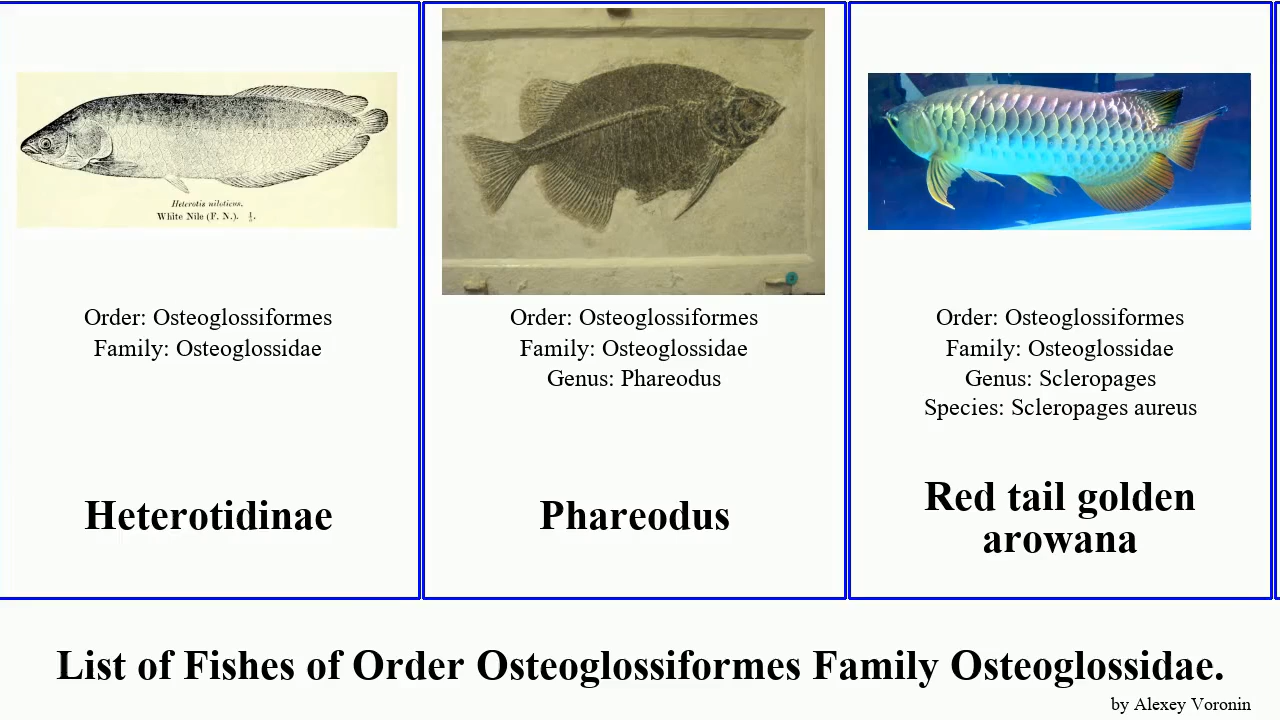 Heterotis niloticus.
White Nile (F. N.). ⅓.
Order: Osteoglossiformes
Family: Osteoglossidae
Heterotidinae
Order: Osteoglossiformes
Family: Osteoglossidae
Genus: Phareodus
Phareodus
Order: Osteoglossiformes
Family: Osteoglossidae
Genus: Scleropages
Species: Scleropages aureus
Red tail golden
arowana
List of Fishes of Order Osteoglossiformes Family Osteoglossidae.
by Alexey Voronin